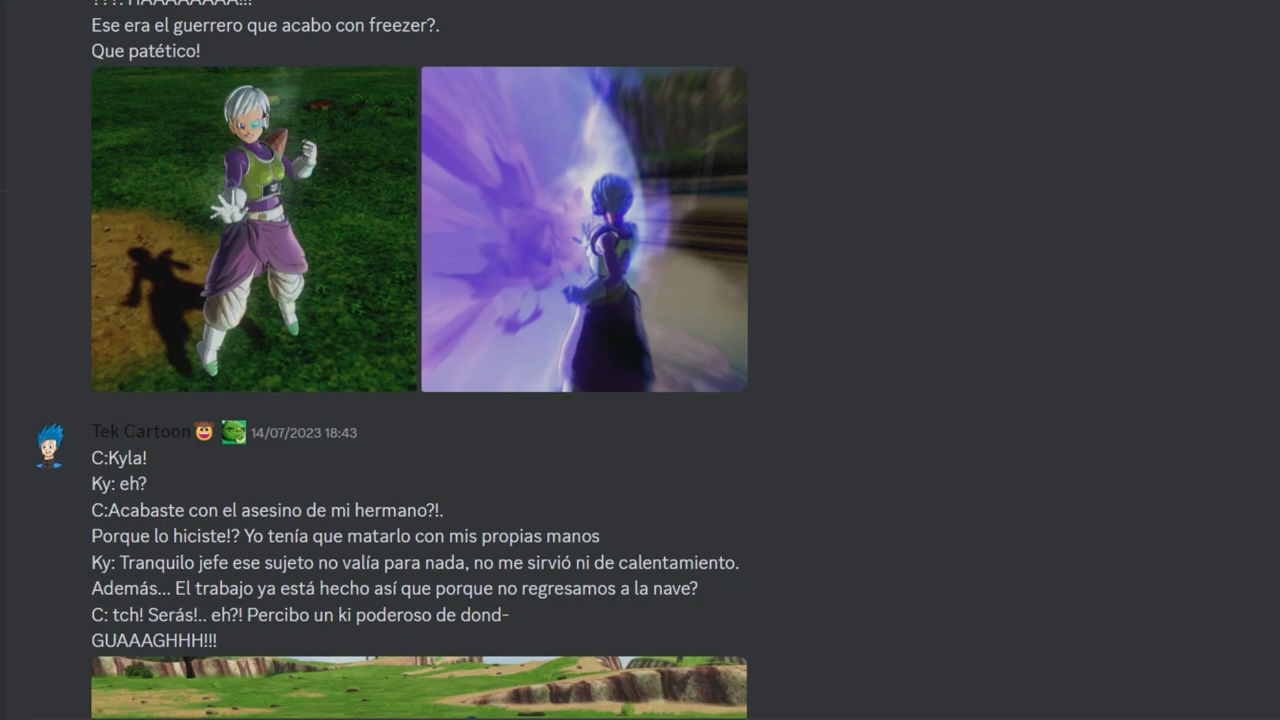 Ese era el guerrero que acabo con freezer?.
Que patético!
Tek Cartoon 14/07/2023 18:43
C:Kyla!
Ky: eh?
C:Acabaste con el asesino de mi hermano?!.
Porque lo hiciste!? Yo tenía que matarlo con mis propias manos
Ky: Tranquilo jefe ese sujeto no valía para nada, no me sirvió ni de calentamiento.
Además... El trabajo ya está hecho así que porque no regresamos a la nave?
C: tch! Serás!.. eh?! Percibo un ki poderoso de dond-
GUAAAGHHH!!!